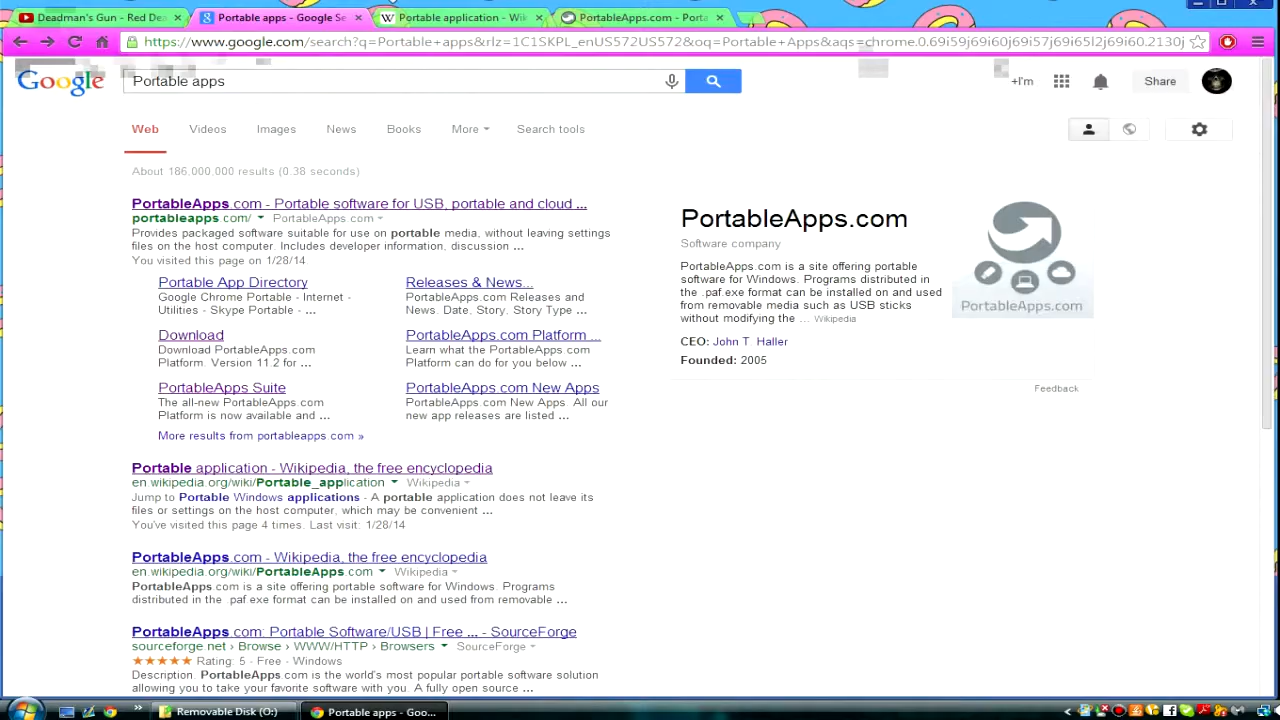 Deadman's Gun - Red Dea
Portable apps - Google Se
Portable application - Wik
PortableApps.com - Porta
https://www.google.com/search?q=Portable+apps&rlz=1C1SKPL_enUS572US572&oq=Portable+Apps&aqs=chrome.0.69i59j69i60j69i57j69i65l2j69i60.2130j
Google
Portable apps
+I'm
Share
Web Videos Images News Books More Search tools
About 186,000,000 results (0.38 seconds)
PortableApps.com - Portable software for USB, portable and cloud ...
portableapps.com/ PortableApps.com
Provides packaged software suitable for use on portable media, without leaving settings
files on the host computer. Includes developer information, discussion ...
You visited this page on 1/28/14
Portable App Directory
Google Chrome Portable - Internet -
Utilities - Skype Portable - ...
Releases & News...
PortableApps.com Releases and
News. Date. Story. Story Type ...
Download
Download PortableApps.com
Platform. Version 11.2 for ...
PortableApps.com Platform ...
Learn what the PortableApps.com
Platform can do for you below ...
PortableApps Suite
The all-new PortableApps.com
Platform is now available and ...
PortableApps.com New Apps
PortableApps.com New Apps. All our
new app releases are listed ...
More results from portableapps.com »
Portable application - Wikipedia, the free encyclopedia
en.wikipedia.org/wiki/Portable_application Wikipedia
Jump to Portable Windows applications - A portable application does not leave its
files or settings on the host computer, which may be convenient ...
You've visited this page 4 times. Last visit: 1/28/14
PortableApps.com - Wikipedia, the free encyclopedia
en.wikipedia.org/wiki/PortableApps.com Wikipedia
PortableApps.com is a site offering portable software for Windows. Programs
distributed in the .paf.exe format can be installed on and used from removable ...
PortableApps.com: Portable Software/USB | Free ... - SourceForge
sourceforge.net › Browse › WWW/HTTP › Browsers SourceForge
Rating: 5 - Free - Windows
Description. PortableApps.com is the world's most popular portable software solution
allowing you to take your favorite software with you. A fully open source ...
PortableApps.com
Software company
PortableApps.com is a site offering portable
software for Windows. Programs distributed in
the .paf.exe format can be installed on and used
from removable media such as USB sticks
without modifying the ... Wikipedia
CEO: John T. Haller
Founded: 2005
PortableApps.com
Feedback
Removable Disk (O:)
Portable apps - Goo...